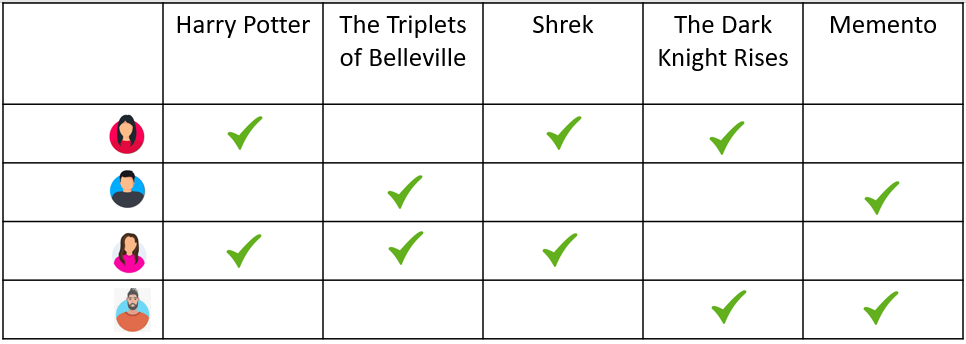 Harry Potter
The Triplets
of Belleville
Shrek
The Dark
Knight Rises
Memento